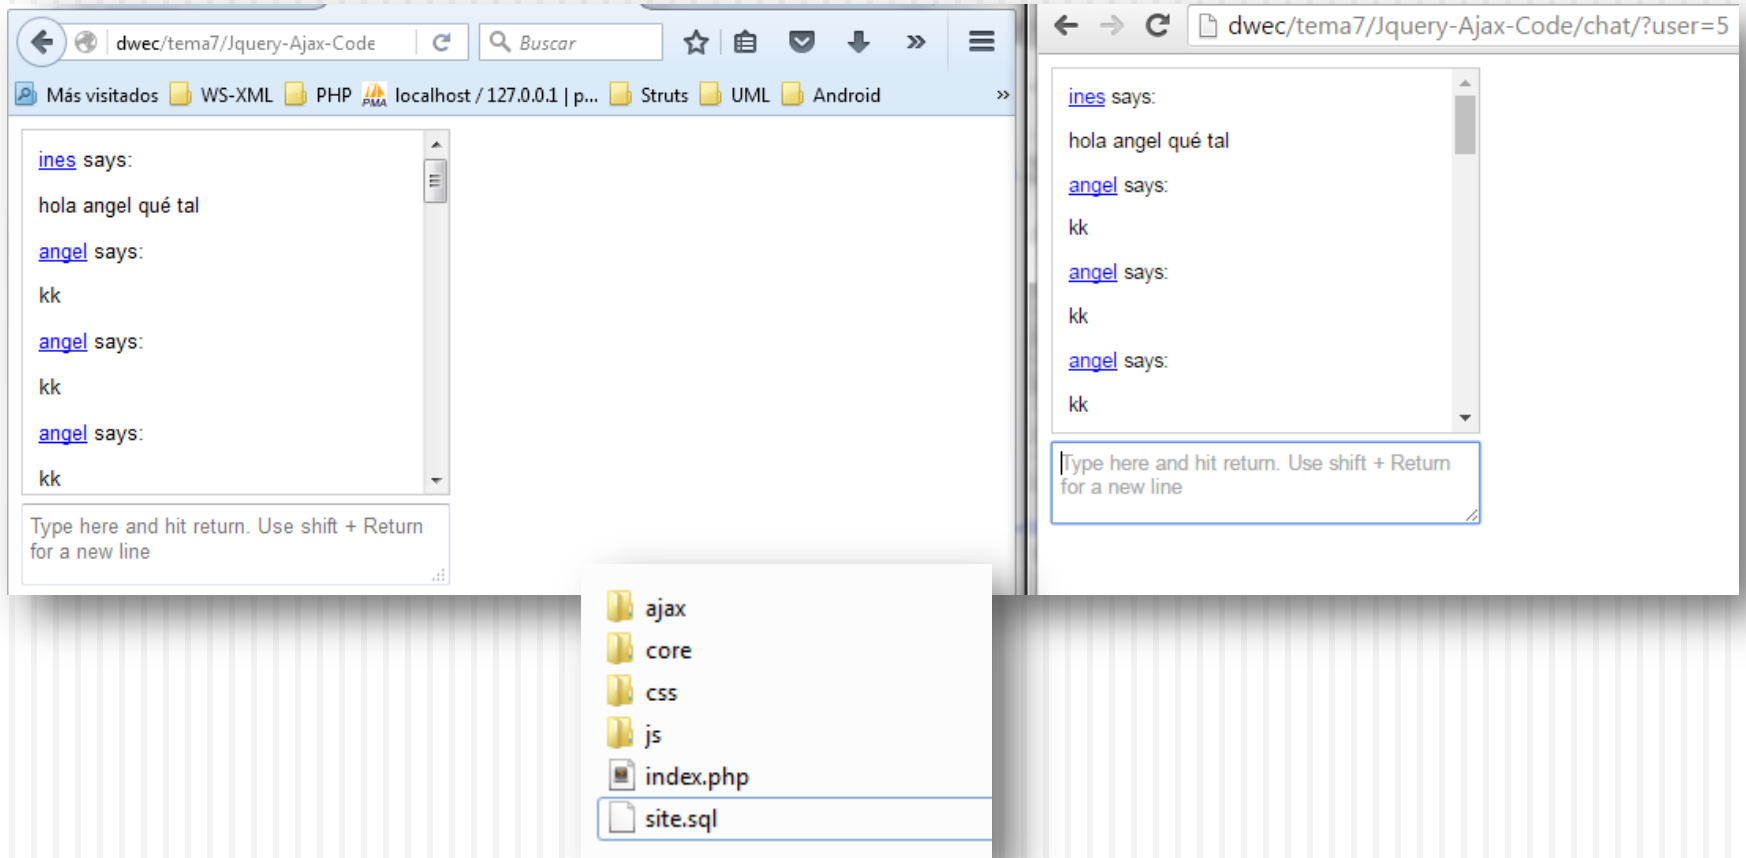 dwec/tema7/Jquery-Ajax-Code
Buscar
Más visitados WS-XML PHP PMA localhost / 127.0.0.1 | p... Struts UML Android »
ines says:
hola angel qué tal
angel says:
kk
angel says:
kk
angel says:
kk
Type here and hit return. Use shift + Return
for a new line
dwec/tema7/Jquery-Ajax-Code/chat/?user=5
ines says:
hola angel qué tal
angel says:
kk
angel says:
kk
angel says:
kk
Type here and hit return. Use shift + Return
for a new line
ajax
core
css
js
index.php
site.sql